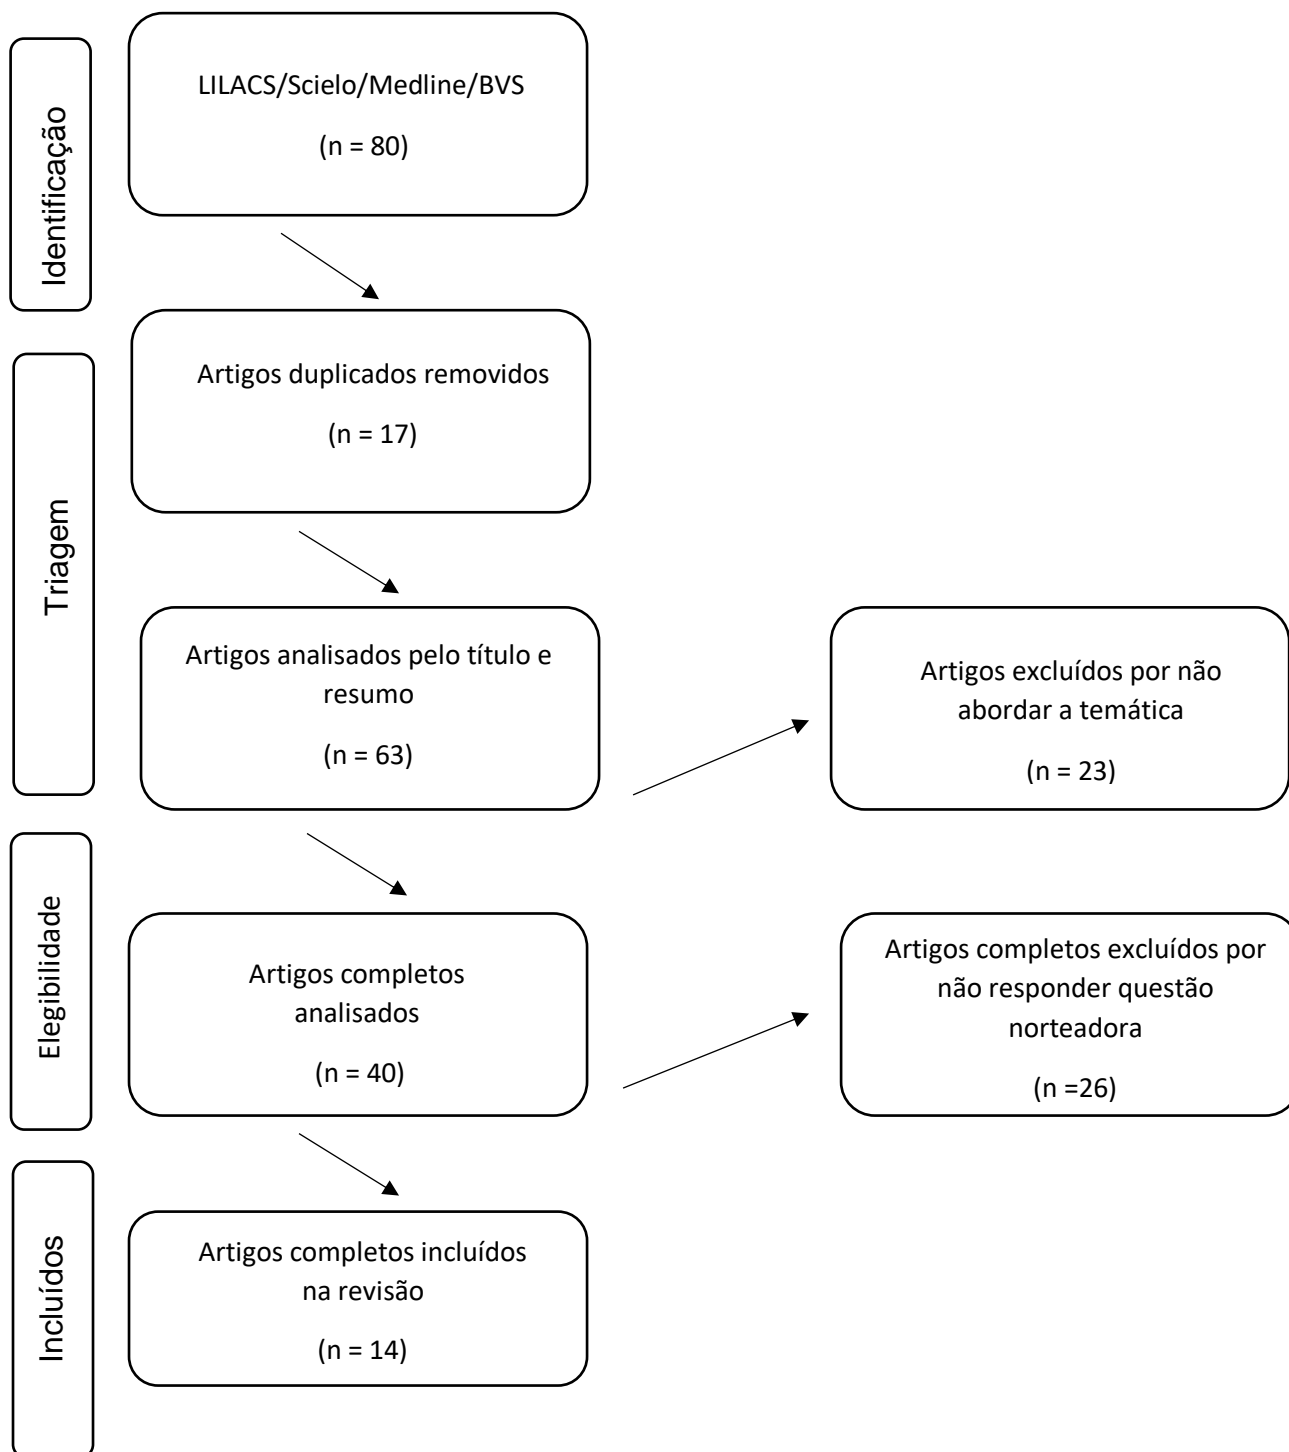 Identificação
LILACS/Scielo/Medline/BVS
(n = 80)
Triagem
Artigos duplicados removidos
(n = 17)
Artigos analisados pelo título e
resumo
(n = 63)
Artigos excluídos por não
abordar a temática
(n = 23)
Elegibilidade
Artigos completos
analisados
(n = 40)
Artigos completos excluídos por
não responder questão
norteadora
(n =26)
Incluídos
Artigos completos incluídos
na revisão
(n = 14)